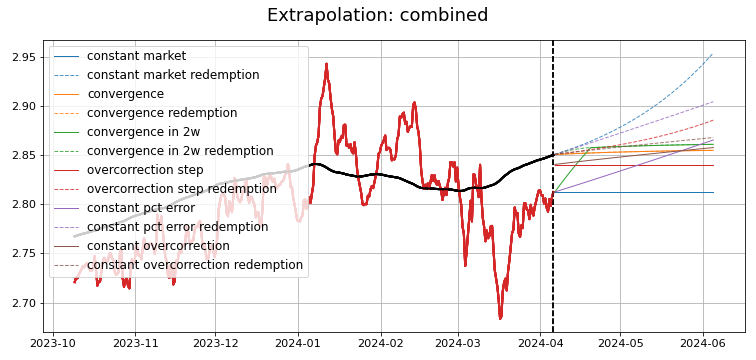 Extrapolation: combined
2.95
2.90
2.85
2.80
2.75
2.70
constant market
constant market redemption
convergence
convergence redemption
convergence in 2w
convergence in 2w redemption
overcorrection step
overcorrection step redemption
constant pct error
constant pct error redemption
constant overcorrection
constant overcorrection redemption
2023-10 2023-11 2023-12 2024-01 2024-02 2024-03 2024-04 2024-05 2024-06